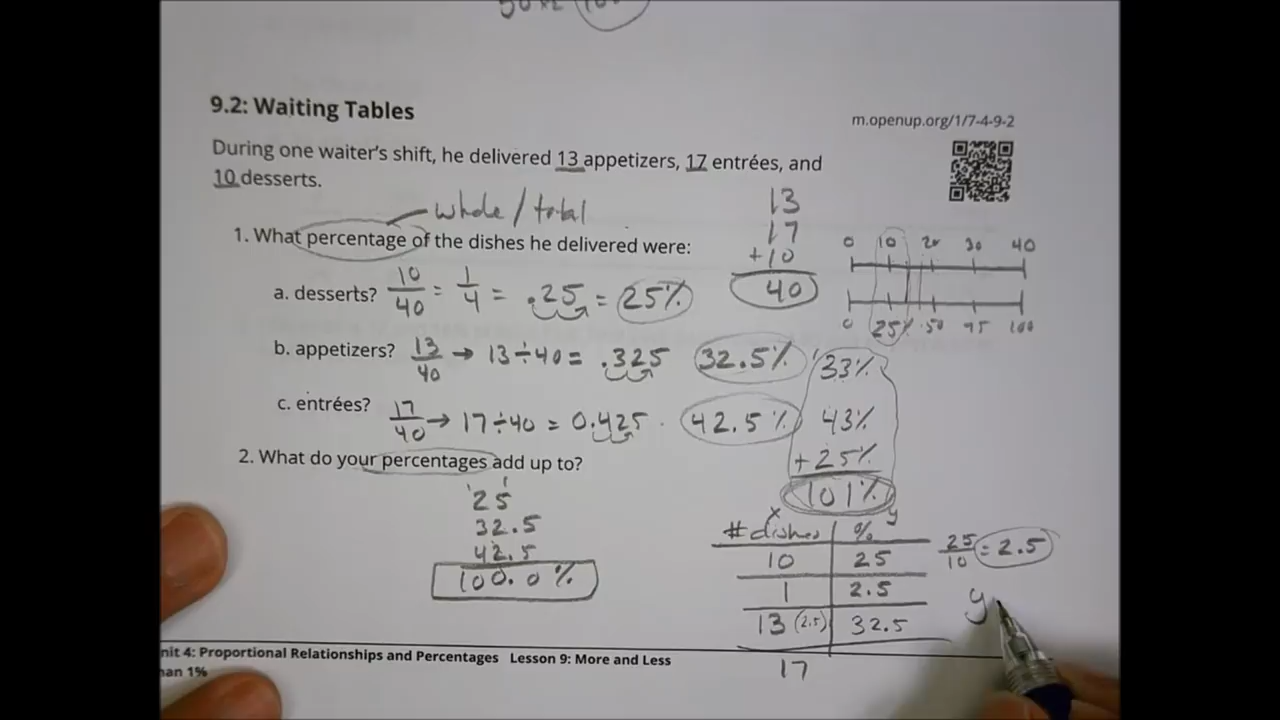 9.2: Waiting Tables
m.openup.org/1/7-4-9-2
During one waiter's shift, he delivered 13 appetizers, 17 entrées, and
10 desserts.
whole / total
13
17
+10
40
0 10 20 30 40
0 25% 50 75 100
1. What percentage of the dishes he delivered were:
a. desserts? 10/40 = 1/4 = .25 = 25%
b. appetizers? 13/40 → 13÷40 = .325 32.5%
c. entrées? 17/40 → 17÷40 = 0.425 42.5%
33%
43%
+25%
101%
2. What do your percentages add up to?
25
32.5
42.5
100.0%
x y
# dishes %
10 25
1 2.5
13 (2.5) 32.5
17
25/10 = 2.5
y
nit 4: Proportional Relationships and Percentages Lesson 9: More and Less
han 1%